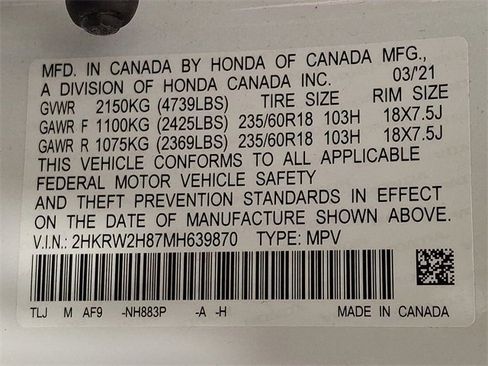 MFD. IN CANADA BY HONDA OF CANADA MFG.,
A DIVISION OF HONDA CANADA INC. 03/'21
GVWR 2150KG (4739LBS) TIRE SIZE RIM SIZE
GAWR F 1100KG (2425LBS) 235/60R18 103H 18X7.5J
GAWR R 1075KG (2369LBS) 235/60R18 103H 18X7.5J
THIS VEHICLE CONFORMS TO ALL APPLICABLE
FEDERAL MOTOR VEHICLE SAFETY
AND THEFT PREVENTION STANDARDS IN EFFECT
ON THE DATE OF MANUFACTURE SHOWN ABOVE.
V.I.N.: 2HKRW2H87MH639870 TYPE: MPV
TLJ M AF9 -NH883P -A -H MADE IN CANADA